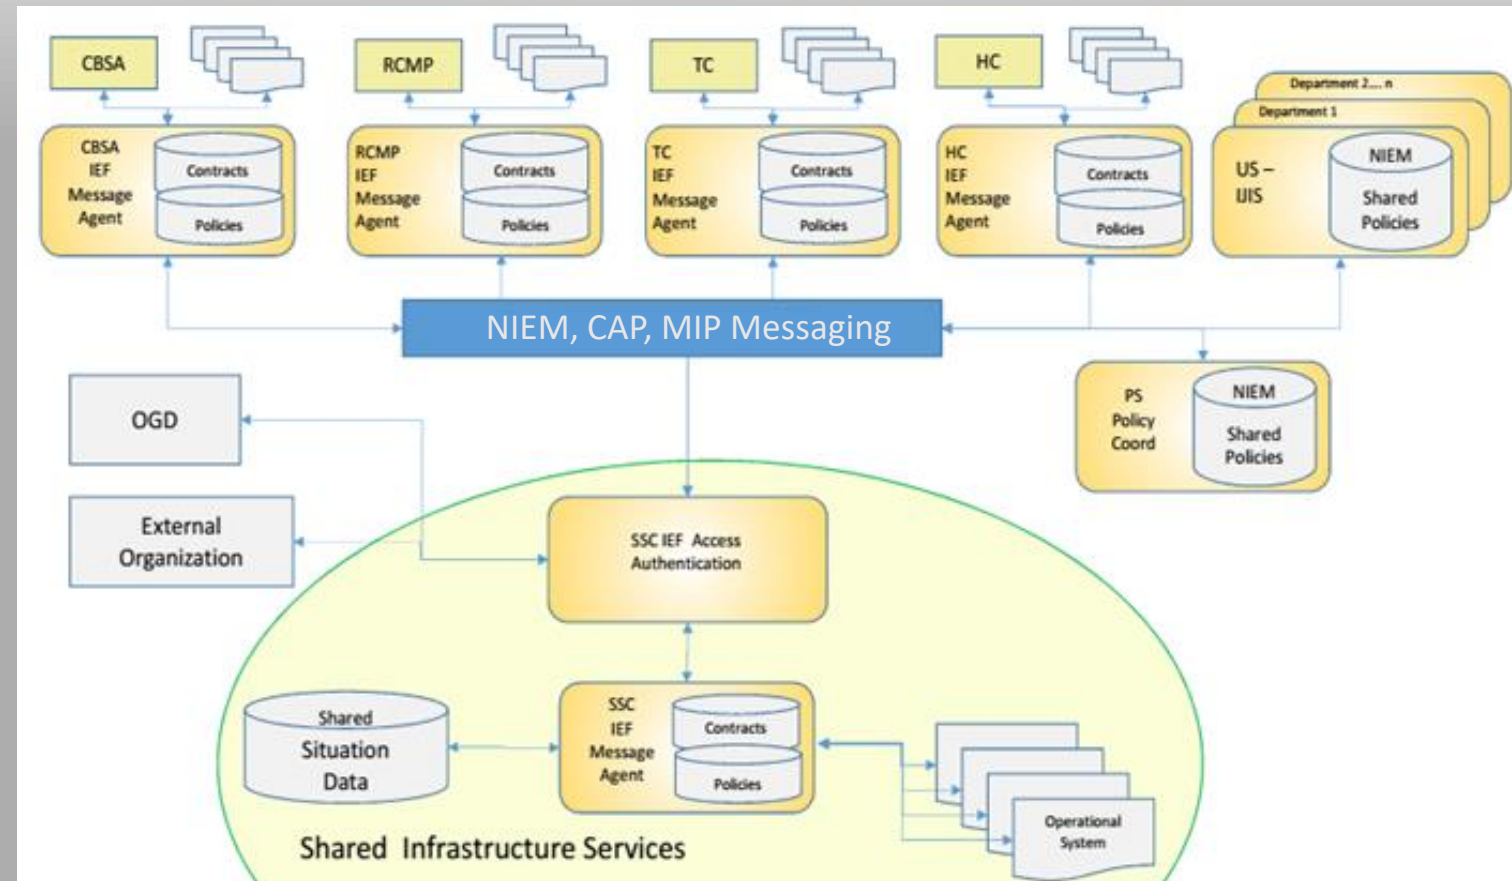 CBSA
RCMP
TC
HC
Department 2.... n
Department 1
CBSA
IEF
Message
Agent
Contracts
Policies
RCMP
IEF
Message
Agent
Contracts
Policies
TC
IEF
Message
Agent
Contracts
Policies
HC
IEF
Message
Agent
Contracts
Policies
US –
IJIS
NIEM
Shared
Policies
NIEM, CAP, MIP Messaging
OGD
PS
Policy
Coord
NIEM
Shared
Policies
External
Organization
SSC IEF Access
Authentication
Shared
Situation
Data
SSC
IEF
Message
Agent
Contracts
Policies
Operational
System
Shared Infrastructure Services